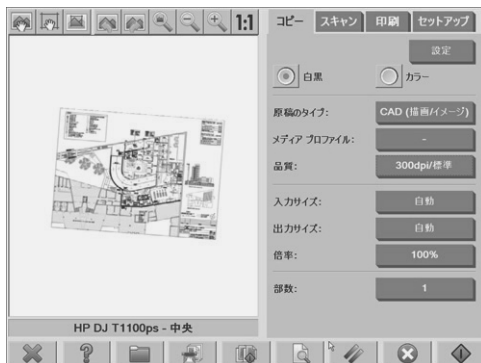 1:1
コピー スキャン 印刷 セットアップ
設定
白黒 カラー
原稿のタイプ: CAD (描画/イメージ)
メディア プロファイル: -
品質: 300dpi/標準
入力サイズ: 自動
出力サイズ: 自動
倍率: 100%
部数: 1
HP DJ T1100ps - 中央